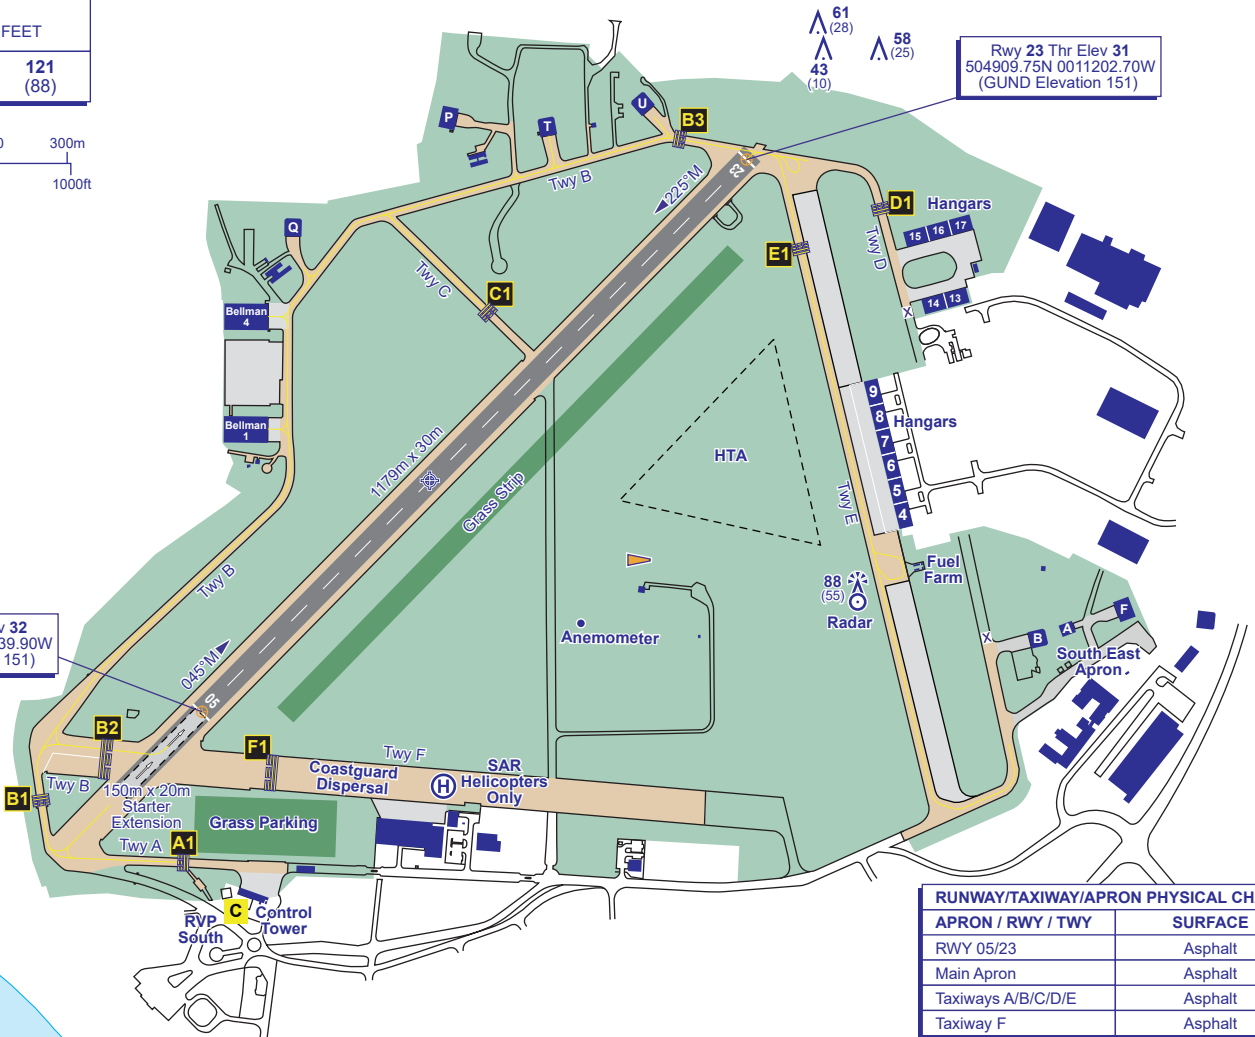 FEET
121
(88)
0
300m
1000ft
61
(28)
58
(25)
43
(10)
Rwy 23 Thr Elev 31
504909.75N 0011202.70W
(GUND Elevation 151)
P
T
U
B3
Twy B
225°M
23
D1
Hangars
15 16 17
Twy D
14 13
X
E1
Q
Twy C
C1
Bellman
4
Bellman
1
1179m x 30m
Grass Strip
HTA
9
8
7
6
5
4
Hangars
Twy E
Fuel
Farm
88
(55)
Radar
Anemometer
Twy B
32
39.90W
151)
045°M
05
X
B
A
F
South East
Apron
B2
F1
Twy F
Coastguard
Dispersal
H
SAR
Helicopters
Only
B1
Twy B
150m x 20m
Starter
Extension
Grass Parking
Twy A
A1
C
Control
Tower
RVP
South
RUNWAY/TAXIWAY/APRON PHYSICAL CH
APRON / RWY / TWY SURFACE
RWY 05/23 Asphalt
Main Apron Asphalt
Taxiways A/B/C/D/E Asphalt
Taxiway F Asphalt